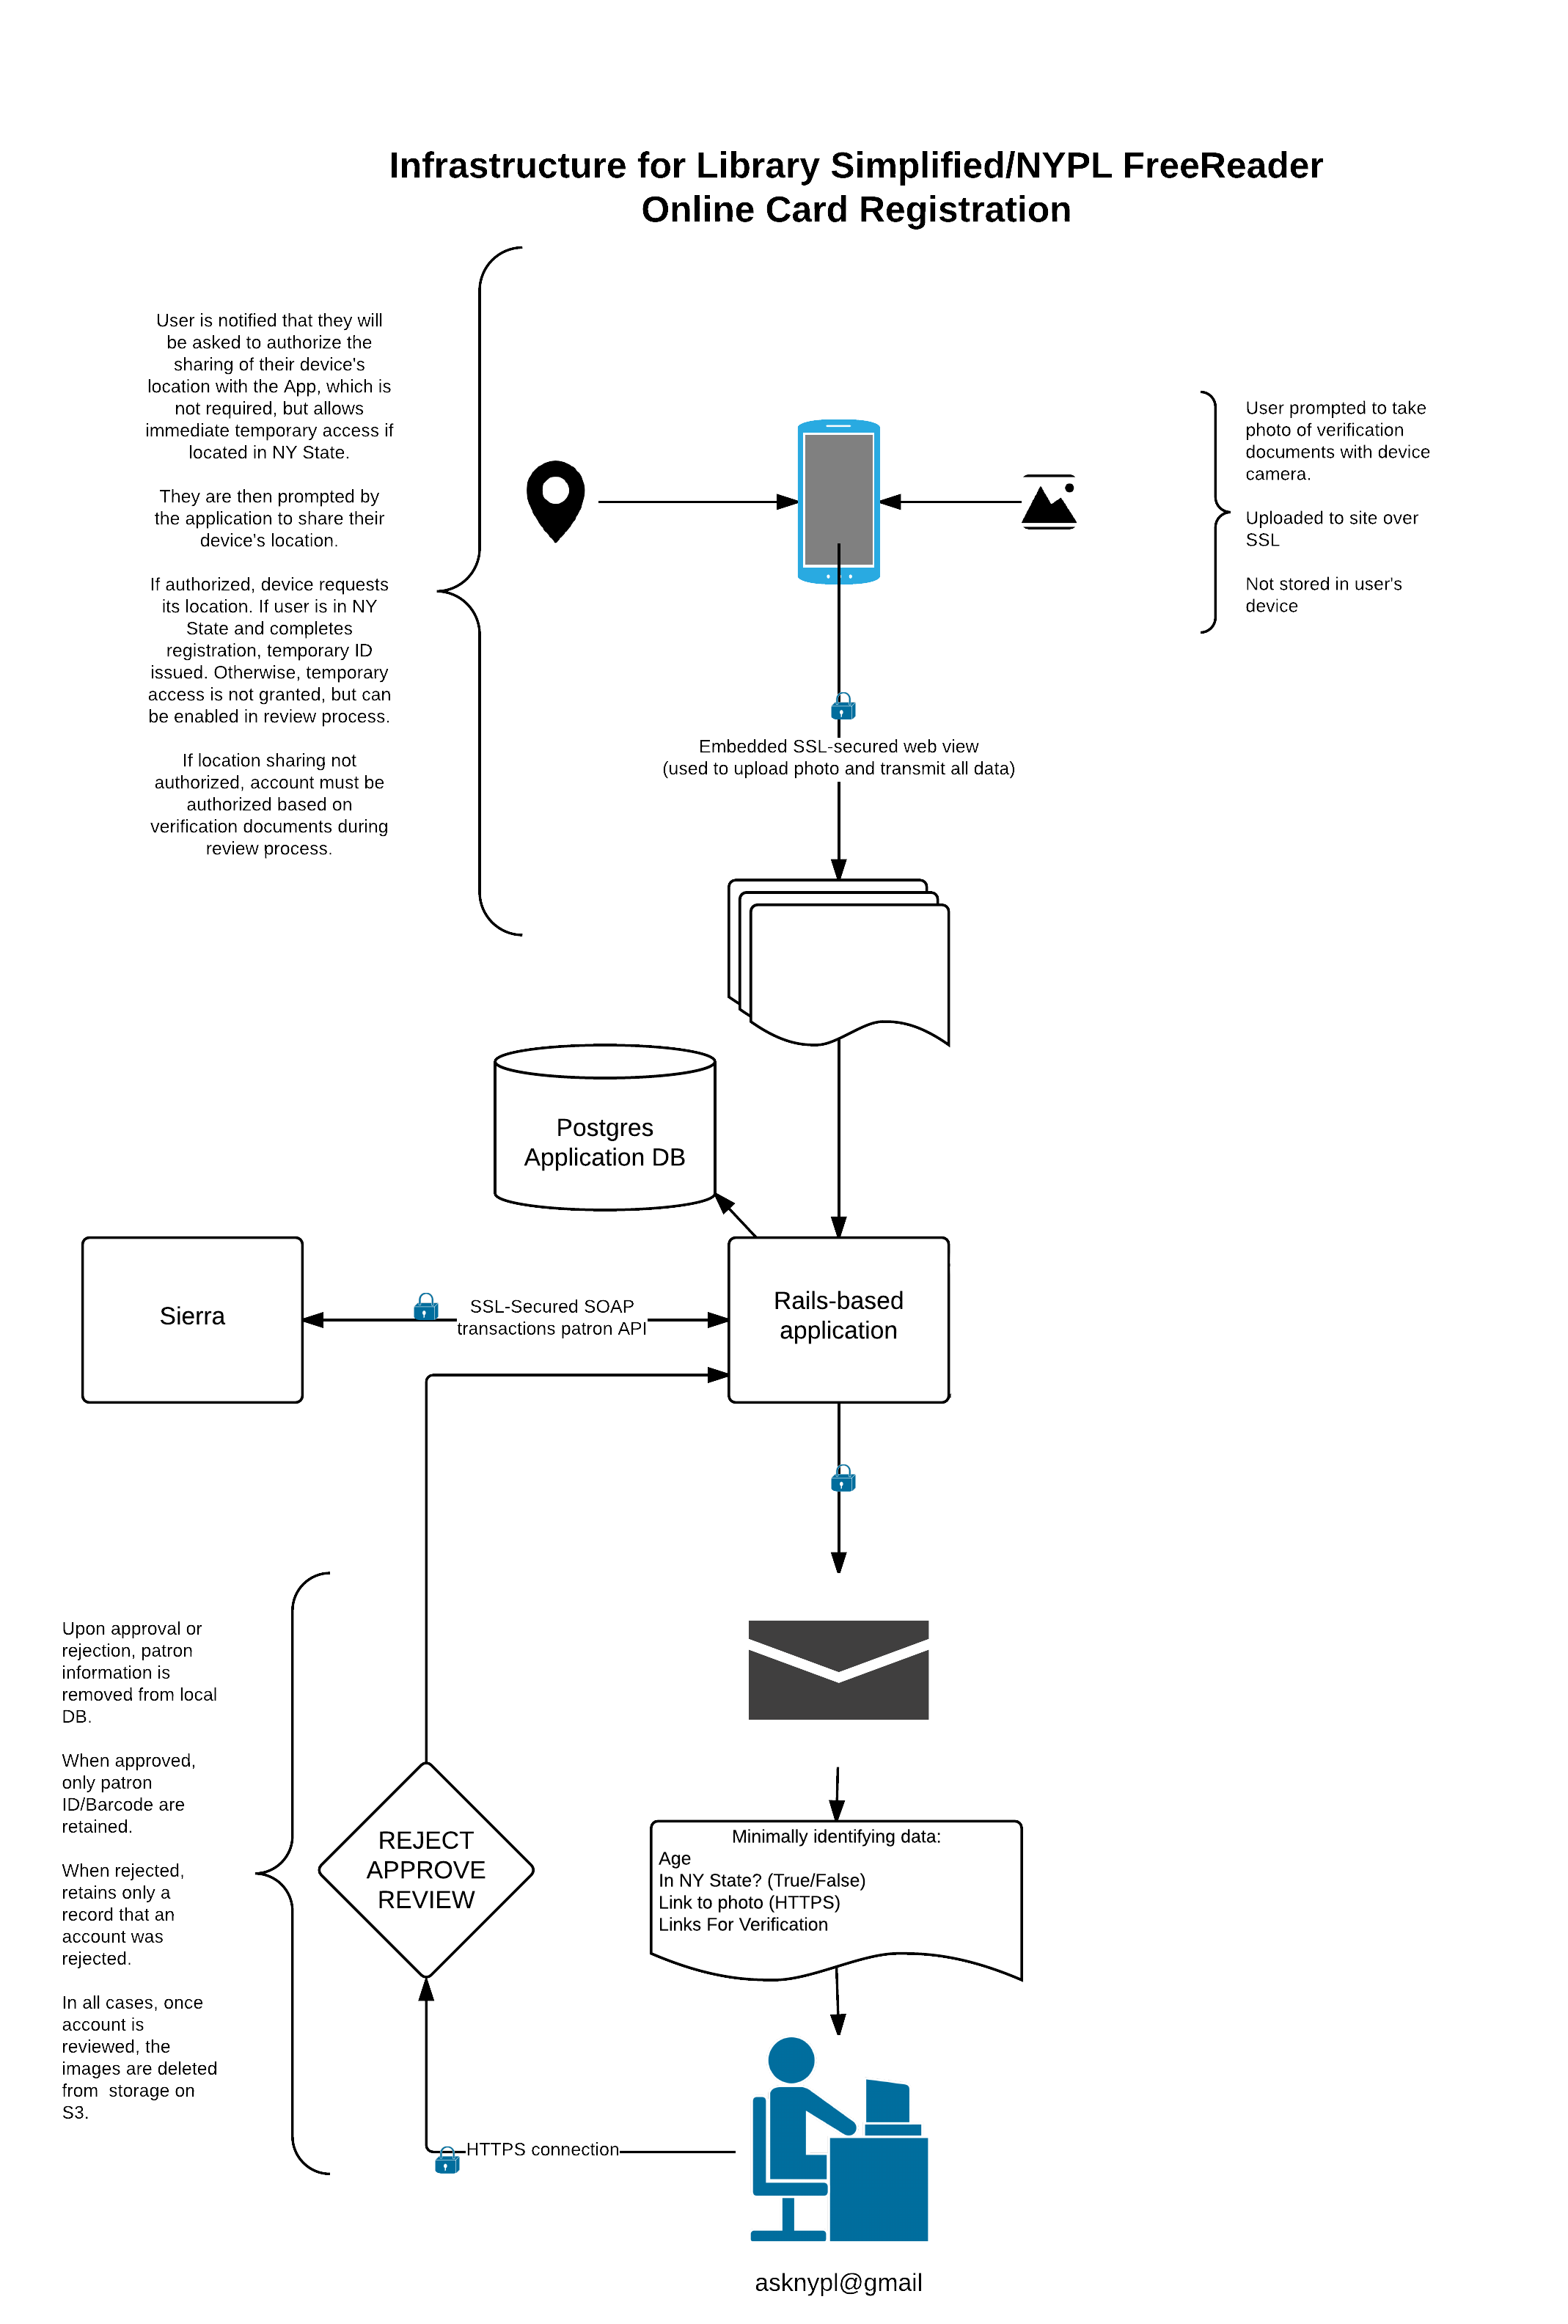 Infrastructure for Library Simplified/NYPL FreeReader
Online Card Registration
User is notified that they will
be asked to authorize the
sharing of their device's
location with the App, which is
not required, but allows
immediate temporary access if
located in NY State.
They are then prompted by
the application to share their
device's location.
If authorized, device requests
its location. If user is in NY
State and completes
registration, temporary ID
issued. Otherwise, temporary
access is not granted, but can
be enabled in review process.
If location sharing not
authorized, account must be
authorized based on
verification documents during
review process.
User prompted to take
photo of verification
documents with device
camera.
Uploaded to site over
SSL
Not stored in user's
device
Embedded SSL-secured web view
(used to upload photo and transmit all data)
Postgres
Application DB
Sierra
SSL-Secured SOAP
transactions patron API
Rails-based
application
Upon approval or
rejection, patron
information is
removed from local
DB.
When approved,
only patron
ID/Barcode are
retained.
When rejected,
retains only a
record that an
account was
rejected.
In all cases, once
account is
reviewed, the
images are deleted
from  storage on
S3.
REJECT
APPROVE
REVIEW
Minimally identifying data:
Age
In NY State? (True/False)
Link to photo (HTTPS)
Links For Verification
HTTPS connection
asknypl@gmail